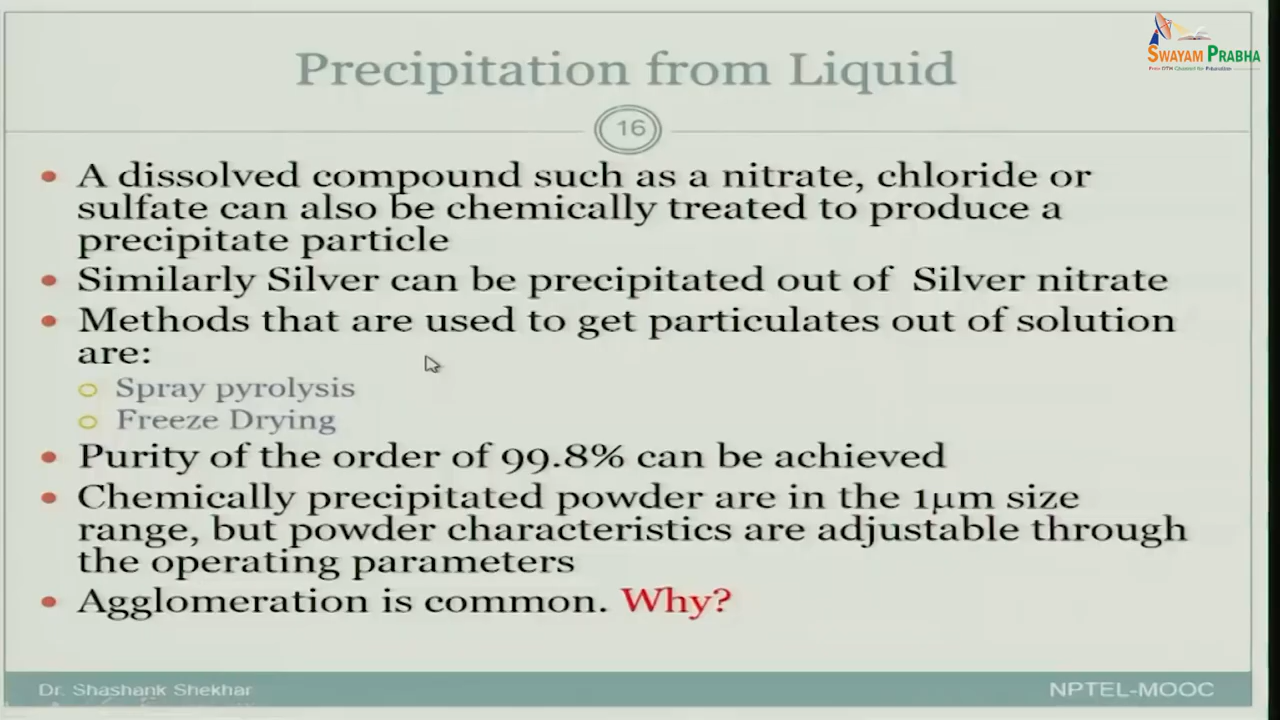 SWAYAM PRABHA
Precipitation from Liquid
16
• A dissolved compound such as a nitrate, chloride or
sulfate can also be chemically treated to produce a
precipitate particle
• Similarly Silver can be precipitated out of Silver nitrate
• Methods that are used to get particulates out of solution
are:
Spray pyrolysis
Freeze Drying
• Purity of the order of 99.8% can be achieved
• Chemically precipitated powder are in the 1μm size
range, but powder characteristics are adjustable through
the operating parameters
• Agglomeration is common. Why?
Dr. Shashank Shekhar
NPTEL-MOOC